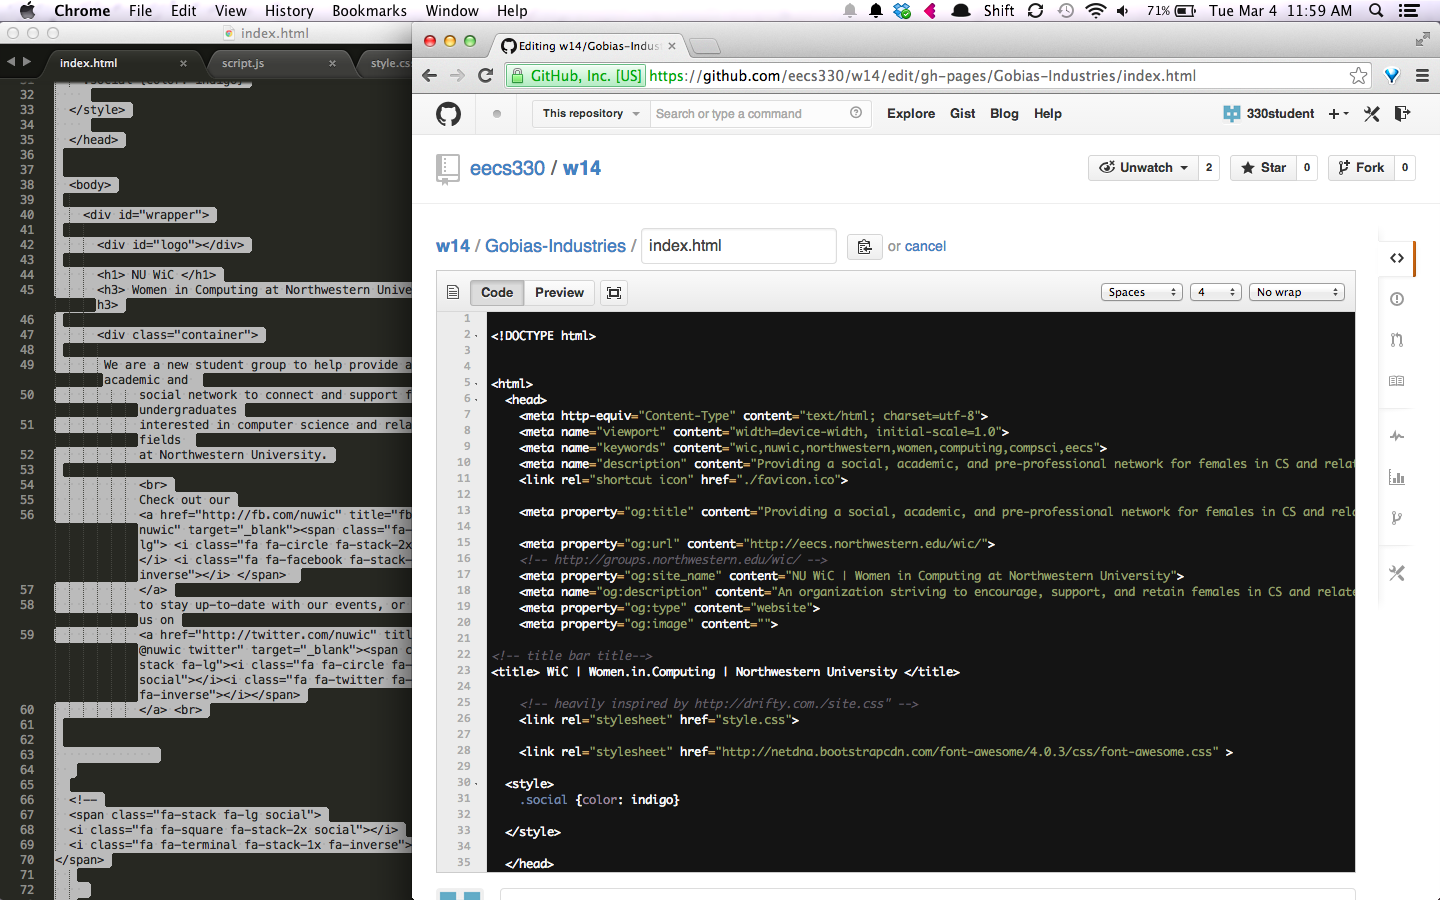 Chrome File Edit View History Bookmarks Window Help Shift 71% Tue Mar 4 11:59 AM
index.html
index.html × script.js × style.cs
32
33 </style>
34
35 </head>
36
37
38 <body>
39
40 <div id="wrapper">
41
42 <div id="logo"></div>
43
44 <h1> NU WiC </h1>
45 <h3> Women in Computing at Northwestern Unive
h3>
46
47 <div class="container">
48
49 We are a new student group to help provide a
academic and
50 social network to connect and support f
undergraduates
51 interested in computer science and rela
fields
52 at Northwestern University.
53
54 <br>
55 Check out our
56 <a href="http://fb.com/nuwic" title="fb
nuwic" target="_blank"><span class="fa-
lg"> <i class="fa fa-circle fa-stack-2x
</i> <i class="fa fa-facebook fa-stack-
inverse"></i> </span>
57 </a>
58 to stay up-to-date with our events, or
us on
59 <a href="http://twitter.com/nuwic" titl
@nuwic twitter" target="_blank"><span c
stack fa-lg"><i class="fa fa-circle fa-
social"></i><i class="fa fa-twitter fa-
fa-inverse"></i></span>
60 </a> <br>
61
62
63
64
65
66 <!--
67 <span class="fa-stack fa-lg social">
68 <i class="fa fa-square fa-stack-2x social"></i>
69 <i class="fa fa-terminal fa-stack-1x fa-inverse">
70 </span>
71
72
Editing w14/Gobias-Indus ×
GitHub, Inc. [US] https://github.com/eecs330/w14/edit/gh-pages/Gobias-Industries/index.html
This repository Search or type a command Explore Gist Blog Help 330student
eecs330 / w14 Unwatch 2 Star 0 Fork 0
w14 / Gobias-Industries / index.html or cancel
Code Preview Spaces 4 No wrap
1
2 <!DOCTYPE html>
3
4
5 <html>
6 <head>
7 <meta http-equiv="Content-Type" content="text/html; charset=utf-8">
8 <meta name="viewport" content="width=device-width, initial-scale=1.0">
9 <meta name="keywords" content="wic,nuwic,northwestern,women,computing,compsci,eecs">
10 <meta name="description" content="Providing a social, academic, and pre-professional network for females in CS and relat
11 <link rel="shortcut icon" href="./favicon.ico">
12
13 <meta property="og:title" content="Providing a social, academic, and pre-professional network for females in CS and rela
14
15 <meta property="og:url" content="http://eecs.northwestern.edu/wic/">
16 <!-- http://groups.northwestern.edu/wic/ -->
17 <meta property="og:site_name" content="NU WiC | Women in Computing at Northwestern University">
18 <meta name="og:description" content="An organization striving to encourage, support, and retain females in CS and relate
19 <meta property="og:type" content="website">
20 <meta property="og:image" content="">
21
22 <!-- title bar title-->
23 <title> WiC | Women.in.Computing | Northwestern University </title>
24
25 <!-- heavily inspired by http://drifty.com./site.css" -->
26 <link rel="stylesheet" href="style.css">
27
28 <link rel="stylesheet" href="http://netdna.bootstrapcdn.com/font-awesome/4.0.3/css/font-awesome.css" >
29
30 <style>
31 .social {color: indigo}
32
33 </style>
34
35 </head>